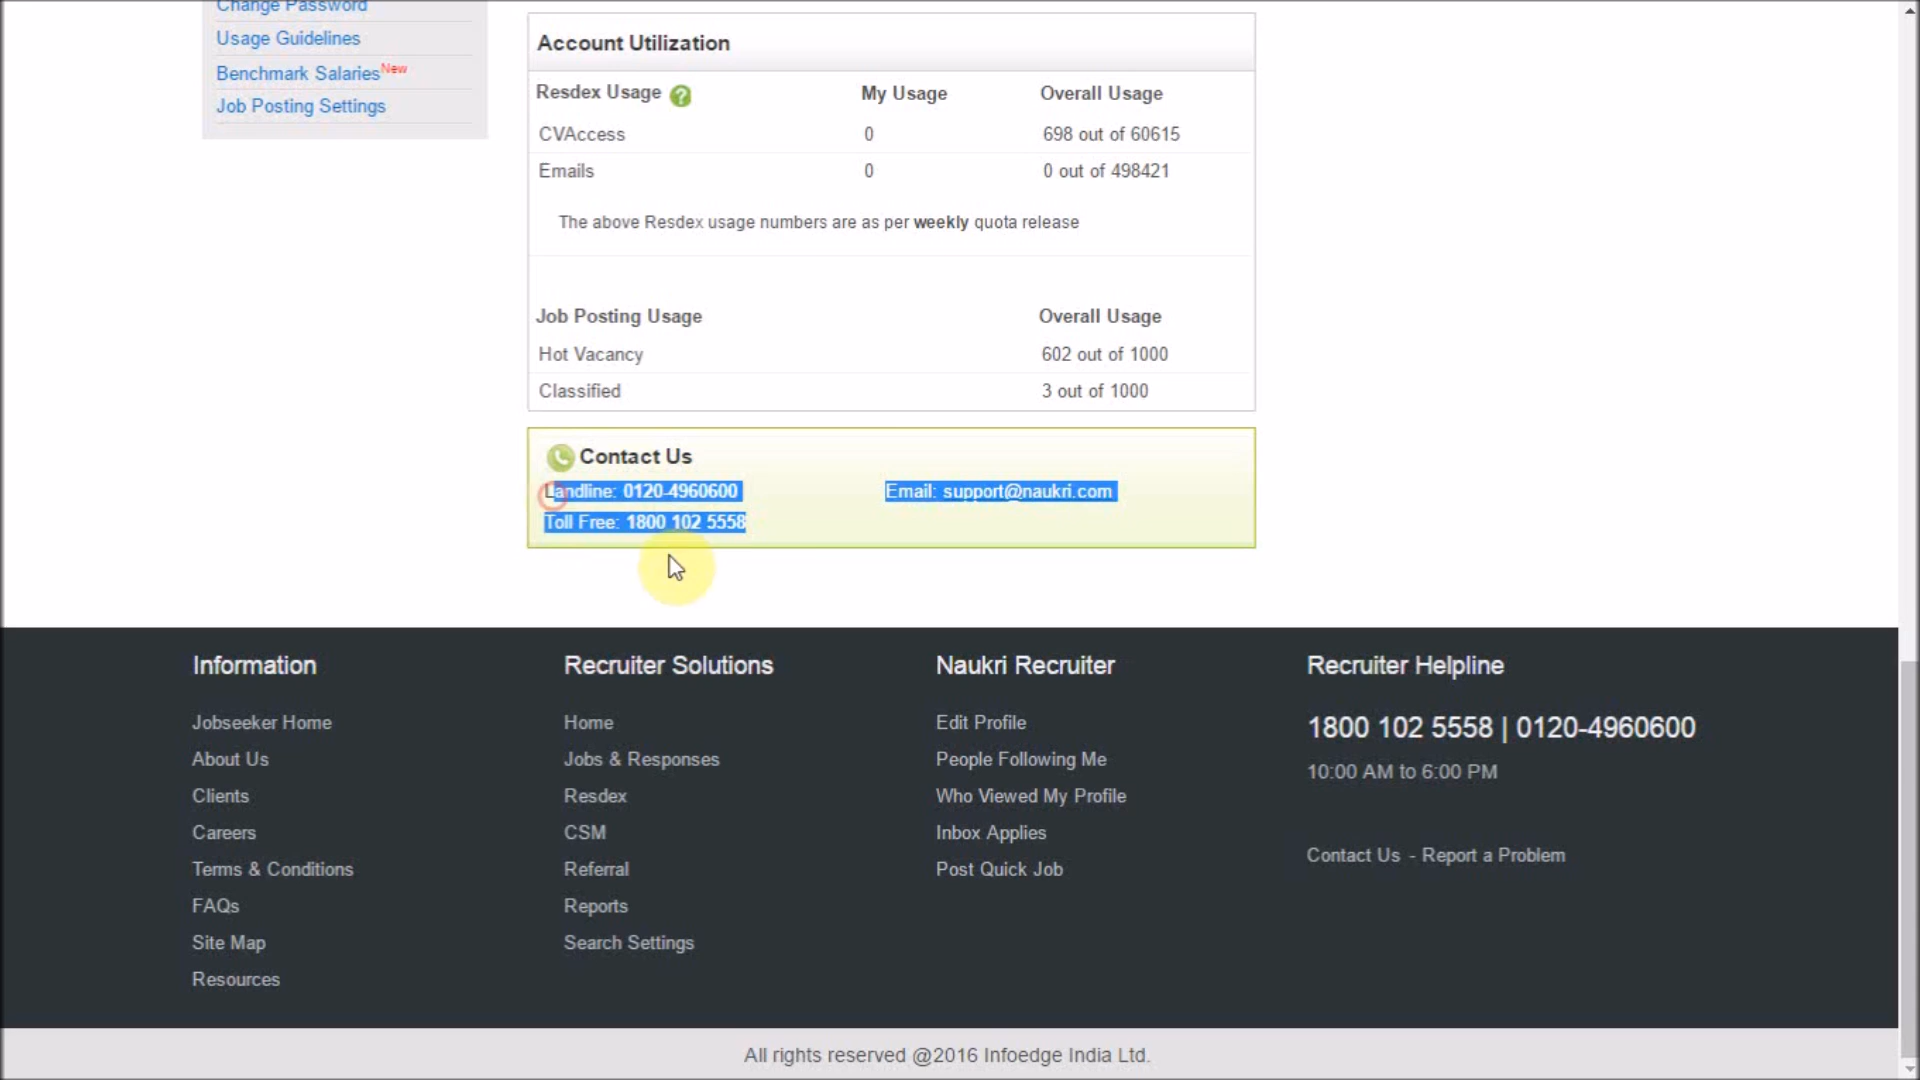 Change Password
Usage Guidelines
Benchmark Salaries New
Job Posting Settings
Account Utilization
Resdex Usage ? My Usage Overall Usage
CVAccess 0 698 out of 60615
Emails 0 0 out of 498421
The above Resdex usage numbers are as per weekly quota release
Job Posting Usage Overall Usage
Hot Vacancy 602 out of 1000
Classified 3 out of 1000
Contact Us
Landline: 0120-4960600 Email: support@naukri.com
Toll Free: 1800 102 5558
Information
Jobseeker Home
About Us
Clients
Careers
Terms & Conditions
FAQs
Site Map
Resources
Recruiter Solutions
Home
Jobs & Responses
Resdex
CSM
Referral
Reports
Search Settings
Naukri Recruiter
Edit Profile
People Following Me
Who Viewed My Profile
Inbox Applies
Post Quick Job
Recruiter Helpline
1800 102 5558 | 0120-4960600
10:00 AM to 6:00 PM
Contact Us - Report a Problem
All rights reserved @2016 Infoedge India Ltd.